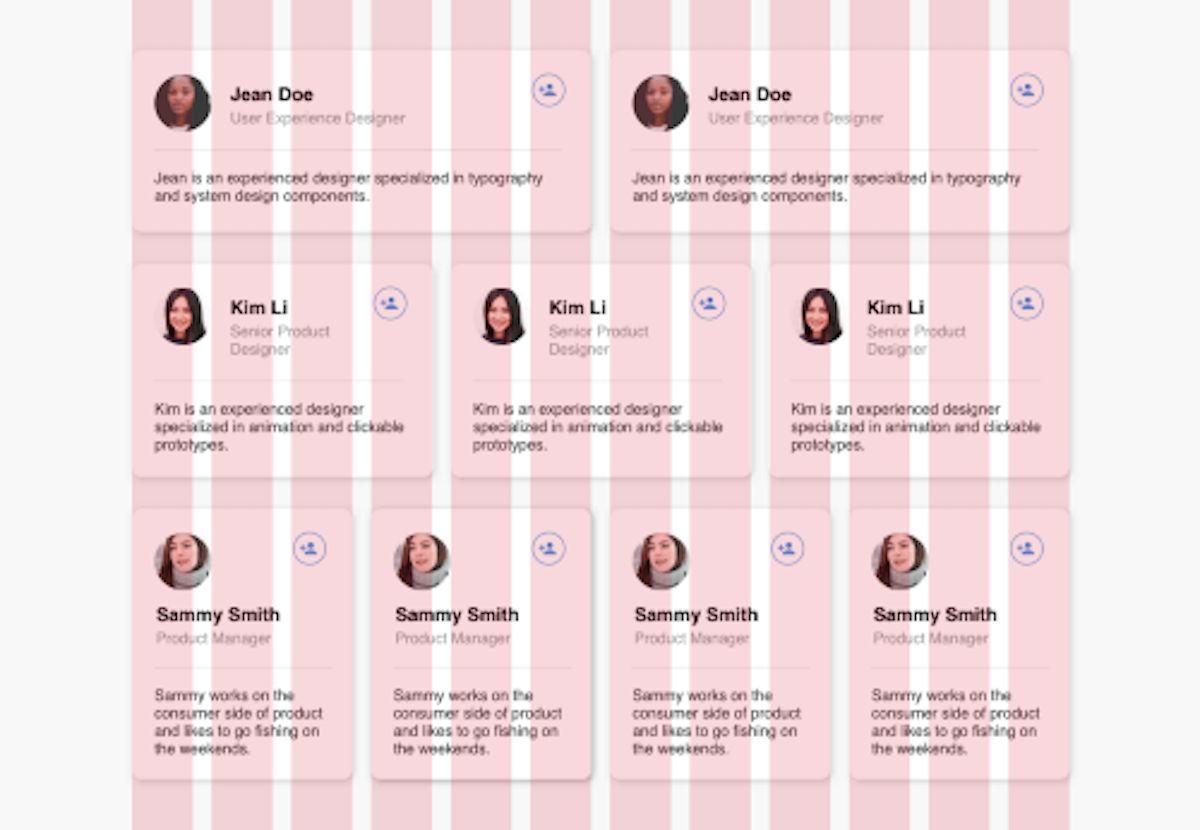 Jean Doe
User Experience Designer
Jean is an experienced designer specialized in typography
and system design components.
Jean Doe
User Experience Designer
Jean is an experienced designer specialized in typography
and system design components.
Kim Li
Senior Product
Designer
Kim is an experienced designer
specialized in animation and clickable
prototypes.
Kim Li
Senior Product
Designer
Kim is an experienced designer
specialized in animation and clickable
prototypes.
Kim Li
Senior Product
Designer
Kim is an experienced designer
specialized in animation and clickable
prototypes.
Sammy Smith
Product Manager
Sammy works on the
consumer side of product
and likes to go fishing on
the weekends.
Sammy Smith
Product Manager
Sammy works on the
consumer side of product
and likes to go fishing on
the weekends.
Sammy Smith
Product Manager
Sammy works on the
consumer side of product
and likes to go fishing on
the weekends.
Sammy Smith
Product Manager
Sammy works on the
consumer side of product
and likes to go fishing on
the weekends.